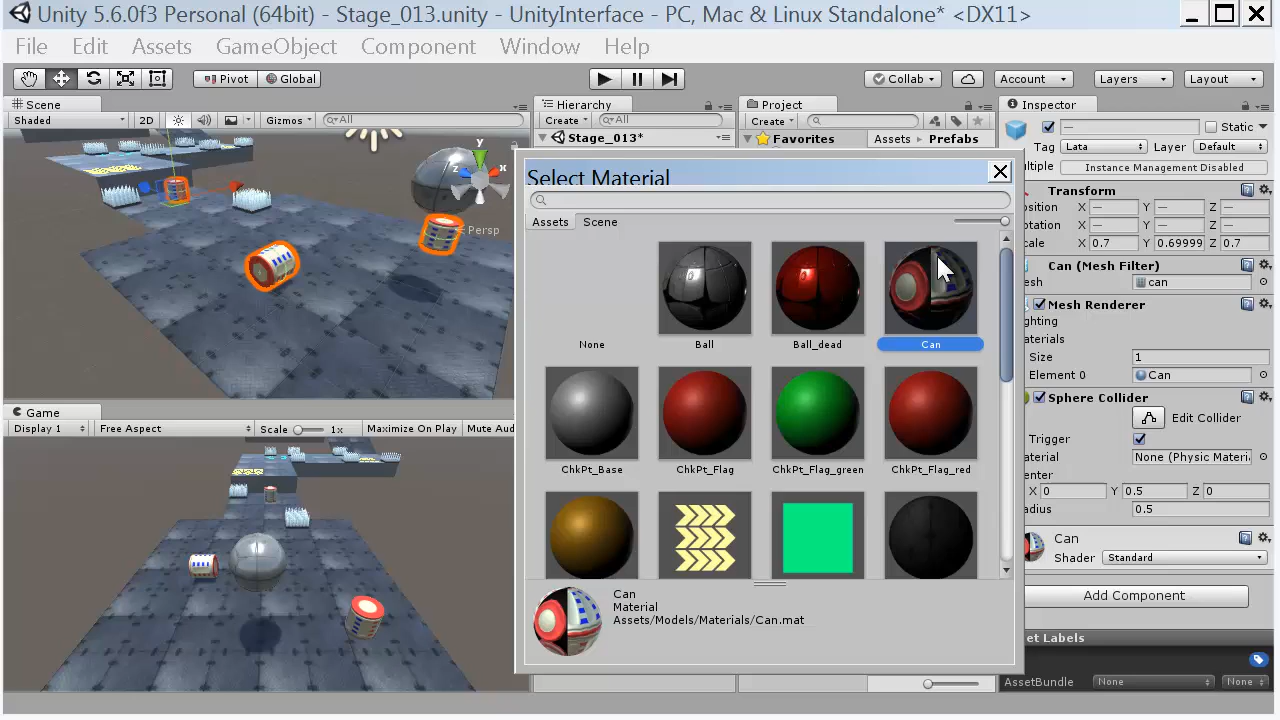 Unity 5.6.0f3 Personal (64bit) - Stage_013.unity - UnityInterface - PC, Mac & Linux Standalone* <DX11>
File Edit Assets GameObject Component Window Help
Pivot Global Collab Account Layers Layout
Scene Hierarchy Project Inspector
Shaded 2D Gizmos All Create All Create — Static
Stage_013* Favorites Assets Prefabs Tag Lata Layer Default
ultiple Instance Management Disabled
y
z x
Persp
Select Material
Assets Scene
None Ball Ball_dead Can
ChkPt_Base ChkPt_Flag ChkPt_Flag_green ChkPt_Flag_red
Can
Material
Assets/Models/Materials/Can.mat
Transform
osition X — Y — Z —
otation X — Y — Z —
cale X 0.7 Y 0.69999 Z 0.7
Can (Mesh Filter)
esh can
Mesh Renderer
ighting
aterials
Size 1
Element 0 Can
Sphere Collider
Edit Collider
Trigger
aterial None (Physic Materi
enter
X 0 Y 0.5 Z 0
adius 0.5
Can
Shader Standard
Add Component
et Labels
AssetBundle None None
Game
Display 1 Free Aspect Scale 1x Maximize On Play Mute Aud